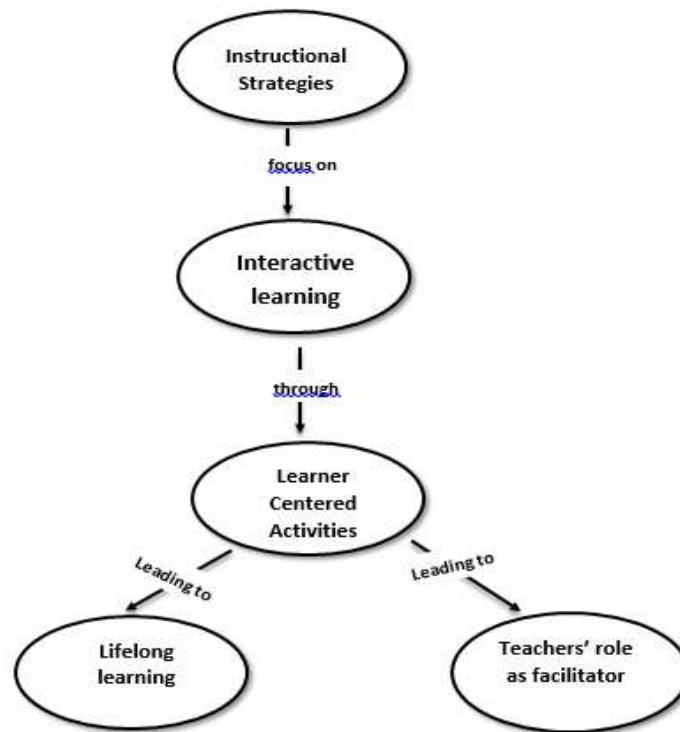 Instructional
Strategies
focus on
Interactive
learning
through
Learner
Centered
Activities
Leading to
Leading to
Lifelong
learning
Teachers’ role
as facilitator